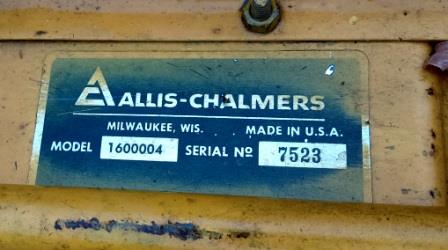 ALLIS-CHALMERS
MILWAUKEE, WIS. MADE IN U.S.A.
MODEL 1600004 SERIAL Nº 7523